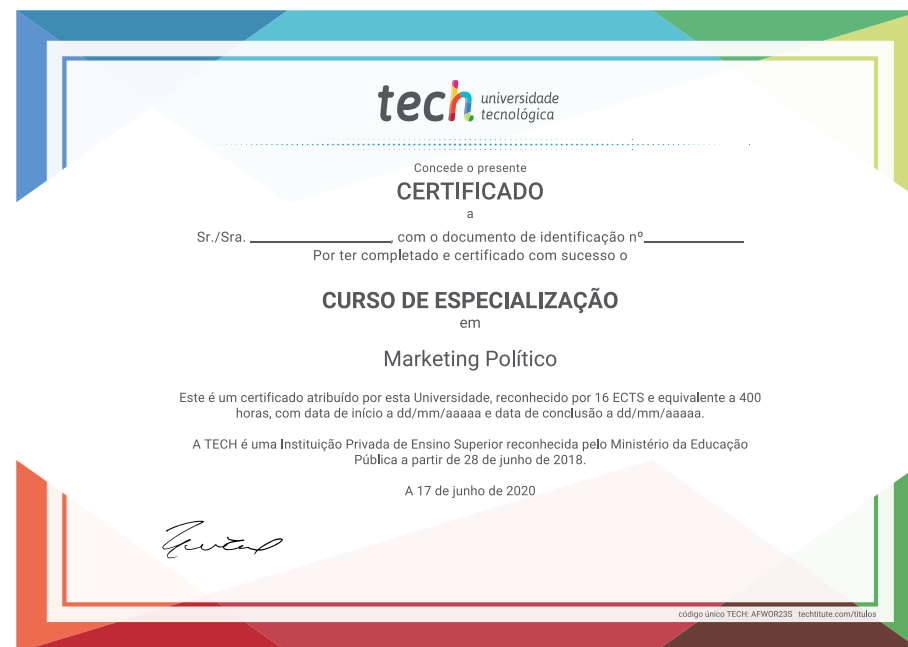 tech universidade
tecnológica
Concede o presente
CERTIFICADO
a
Sr./Sra. ____________, com o documento de identificação nº__________
Por ter completado e certificado com sucesso o
CURSO DE ESPECIALIZAÇÃO
em
Marketing Político
Este é um certificado atribuído por esta Universidade, reconhecido por 16 ECTS e equivalente a 400
horas, com data de início a dd/mm/aaaaa e data de conclusão a dd/mm/aaaaa.
A TECH é uma Instituição Privada de Ensino Superior reconhecida pelo Ministério da Educação
Pública a partir de 28 de junho de 2018.
A 17 de junho de 2020
código único TECH: AFWOR23S techtitute.com/titulos